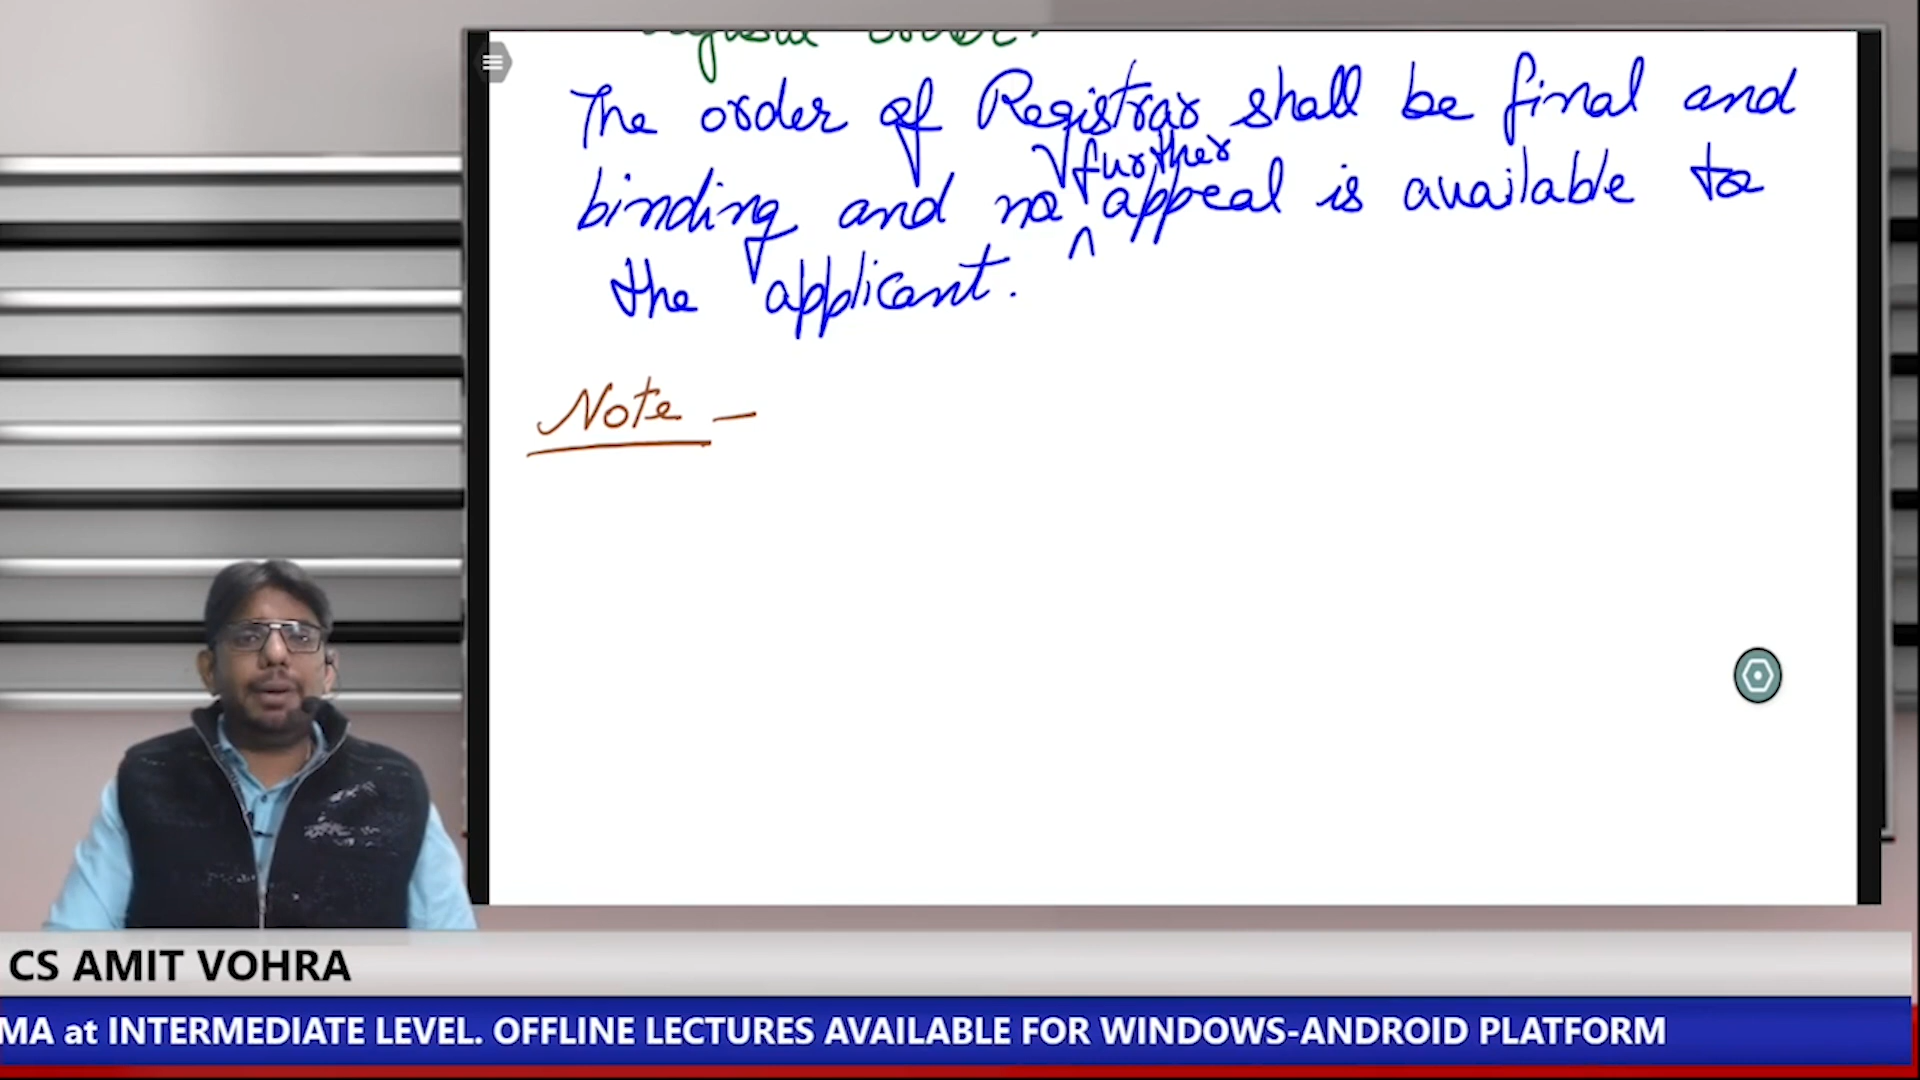 order.
The order of Registrar shall be final and
further
binding and no ^ appeal is available to
the applicant.
Note -
CS AMIT VOHRA
MA at INTERMEDIATE LEVEL. OFFLINE LECTURES AVAILABLE FOR WINDOWS-ANDROID PLATFORM